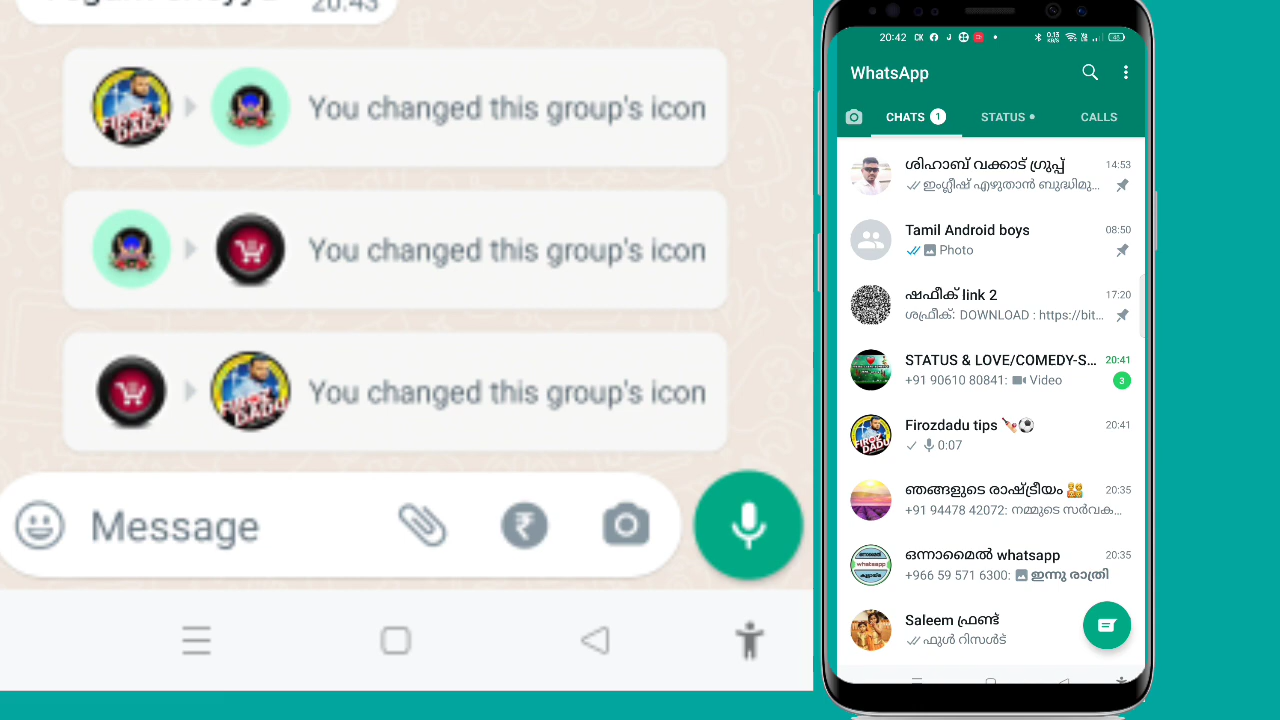 20:43
You changed this group's icon
You changed this group's icon
You changed this group's icon
Message
20:42
WhatsApp
CHATS 1
STATUS
CALLS
ശിഹാബ് വക്കാട് ഗ്രുപ്പ് 14:53
ഇംഗ്ലീഷ് എഴുതാൻ ബുദ്ധിമു...
Tamil Android boys 08:50
Photo
ഷഫീക് link 2 17:20
ശഫ്രീക്: DOWNLOAD : https://bit...
STATUS & LOVE/COMEDY-S... 20:41
+91 90610 80841: Video 3
Firozdadu tips 20:41
0:07
ഞങ്ങളുടെ രാഷ്ട്രീയം 20:35
+91 94478 42072: നമ്മുടെ സർവക...
ഒന്നാമൈൽ whatsapp 20:35
+966 59 571 6300: ഇന്നു രാത്രി
Saleem ഫ്രണ്ട്
ഫുൾ റിസൾട്